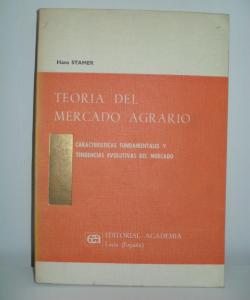 Hans STAMER
TEORIA DEL
MERCADO AGRARIO
CARACTERISTICAS FUNDAMENTALES Y
TENDENCIAS EVOLUTIVAS DEL MERCADO
EDITORIAL ACADEMIA
León (España)